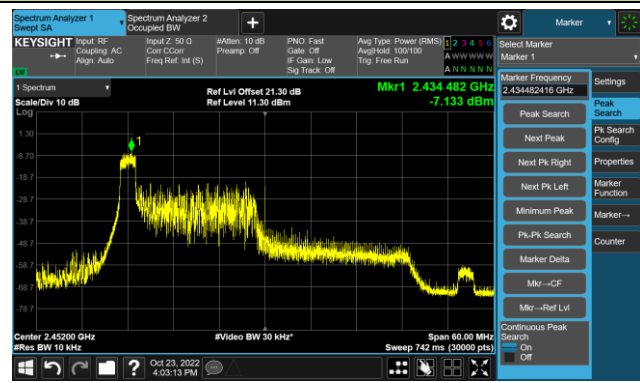 Spectrum Analyzer 1
Swept SA
Spectrum Analyzer 2
Occupied BW
+
Marker
KEYSIGHT
Input: RF
Coupling: AC
Align: Auto
Input Z: 50 Ω
Corr CCorr
Freq Ref: Int (S)
#Atten: 10 dB
Preamp: Off
PNO: Fast
Gate: Off
IF Gain: Low
Sig Track: Off
Avg Type: Power (RMS)
Avg|Hold: 100/100
Trig: Free Run
1 2 3 4 5 6
A W W W W W
A N N N N N
LXI
Select Marker
Marker 1
1 Spectrum
Scale/Div 10 dB
Log
Ref Lvl Offset 21.30 dB
Ref Level 11.30 dBm
Mkr1 2.434 482 GHz
-7.133 dBm
1
1.30
-8.70
-18.7
-28.7
-38.7
-48.7
-58.7
-68.7
-78.7
Center 2.45200 GHz
#Res BW 10 kHz
#Video BW 30 kHz*
Span 60.00 MHz
Sweep 742 ms (30000 pts)
Marker Frequency
2.434482416 GHz
Peak Search
Next Peak
Next Pk Right
Next Pk Left
Minimum Peak
Pk-Pk Search
Marker Delta
Mkr→CF
Mkr→Ref Lvl
Continuous Peak
Search
On
Off
Settings
Peak
Search
Pk Search
Config
Properties
Marker
Function
Marker→
Counter
?
Oct 23, 2022
4:03:13 PM